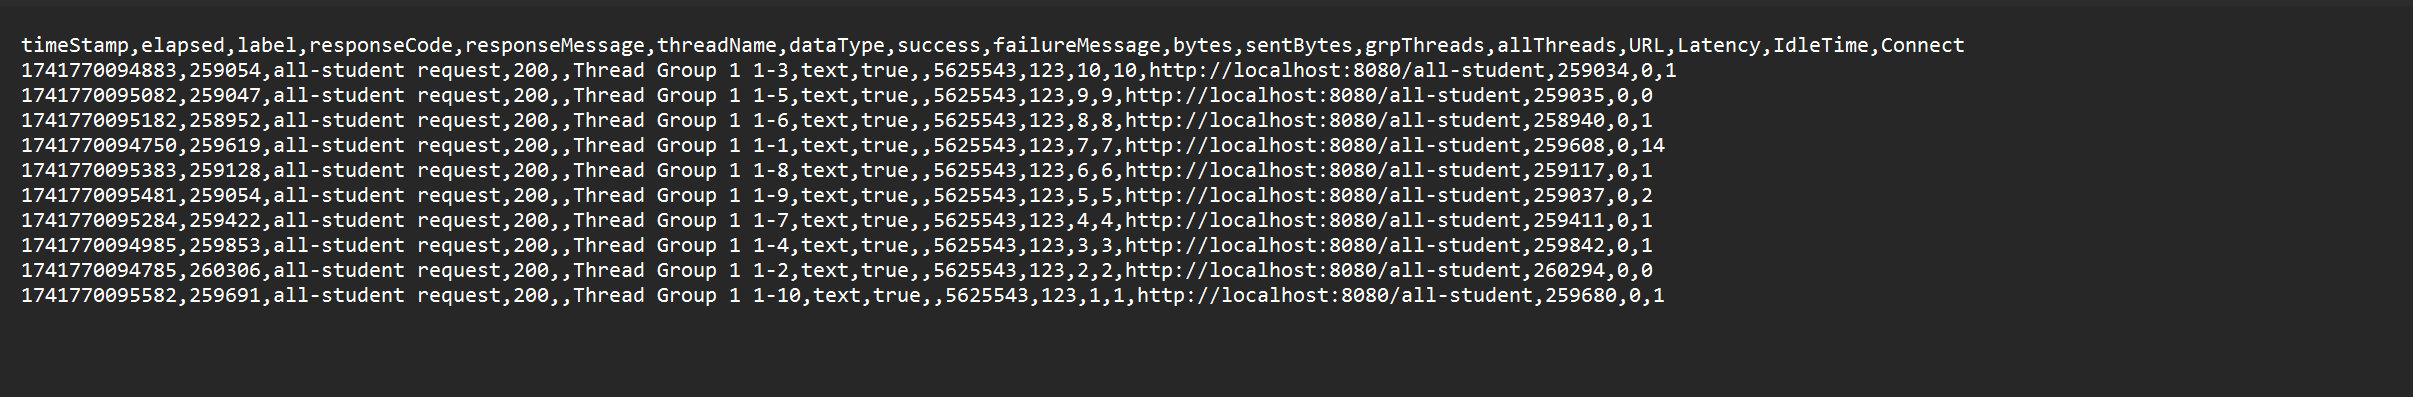 timeStamp,elapsed,label,responseCode,responseMessage,threadName,dataType,success,failureMessage,bytes,sentBytes,grpThreads,allThreads,URL,Latency,IdleTime,Connect
1741770094883,259054,all-student request,200,,Thread Group 1 1-3,text,true,,5625543,123,10,10,http://localhost:8080/all-student,259034,0,1
1741770095082,259047,all-student request,200,,Thread Group 1 1-5,text,true,,5625543,123,9,9,http://localhost:8080/all-student,259035,0,0
1741770095182,258952,all-student request,200,,Thread Group 1 1-6,text,true,,5625543,123,8,8,http://localhost:8080/all-student,258940,0,1
1741770094750,259619,all-student request,200,,Thread Group 1 1-1,text,true,,5625543,123,7,7,http://localhost:8080/all-student,259608,0,14
1741770095383,259128,all-student request,200,,Thread Group 1 1-8,text,true,,5625543,123,6,6,http://localhost:8080/all-student,259117,0,1
1741770095481,259054,all-student request,200,,Thread Group 1 1-9,text,true,,5625543,123,5,5,http://localhost:8080/all-student,259037,0,2
1741770095284,259422,all-student request,200,,Thread Group 1 1-7,text,true,,5625543,123,4,4,http://localhost:8080/all-student,259411,0,1
1741770094985,259853,all-student request,200,,Thread Group 1 1-4,text,true,,5625543,123,3,3,http://localhost:8080/all-student,259842,0,1
1741770094785,260306,all-student request,200,,Thread Group 1 1-2,text,true,,5625543,123,2,2,http://localhost:8080/all-student,260294,0,0
1741770095582,259691,all-student request,200,,Thread Group 1 1-10,text,true,,5625543,123,1,1,http://localhost:8080/all-student,259680,0,1